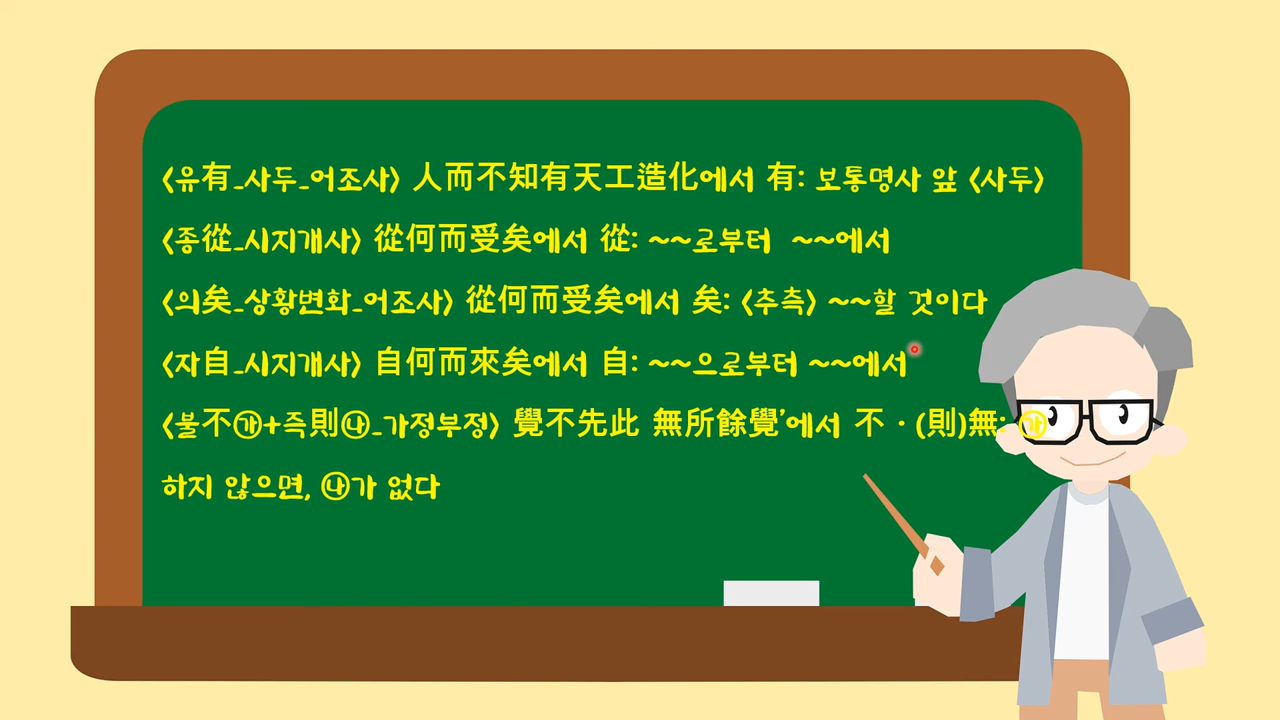 <유有_사두_어조사> 人而不知有天工造化에서 有: 보통명사 앞 <사두>
<종從_시지개사> 從何而受矣에서 從: ~~로부터 ~~에서
<의矣_상황변화_어조사> 從何而受矣에서 矣: <추측> ~~할 것이다
<자自_시지개사> 自何而來矣에서 自: ~~으로부터 ~~에서
<불不㉮+즉則㉯_가정부정> 覺不先此 無所餘覺'에서 不·(則)無: ㉮
하지 않으면, ㉯가 없다